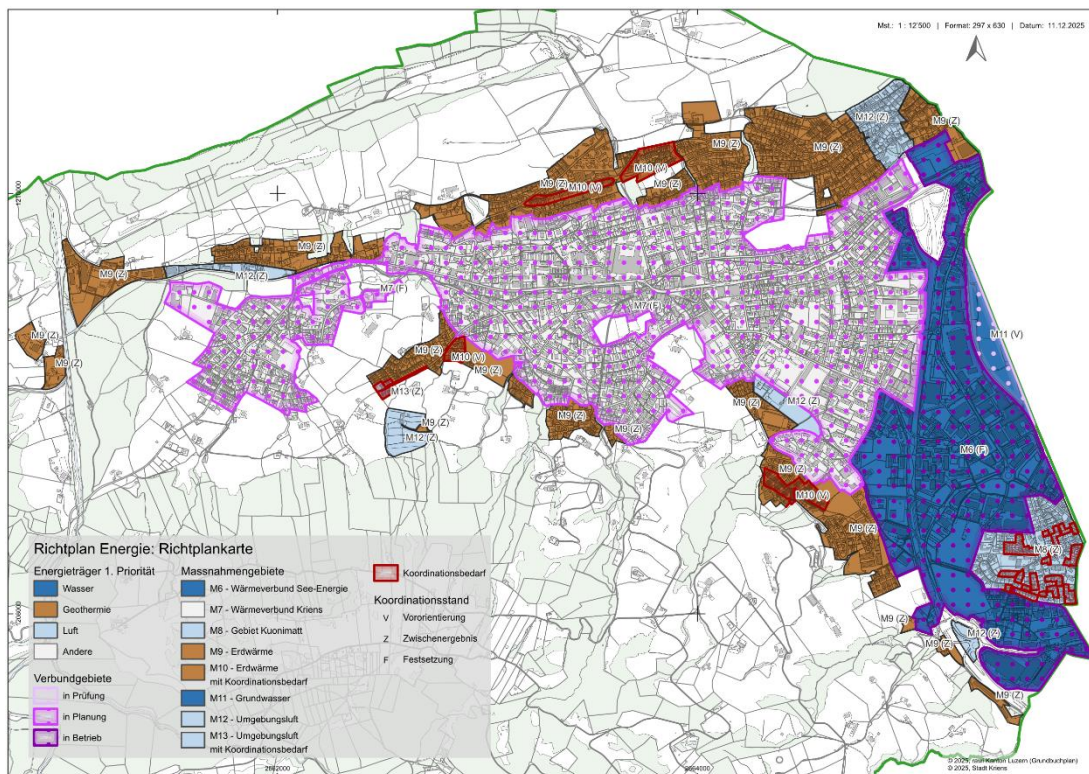 Mst.: 1 : 12'500 | Format: 297 x 630 | Datum: 11.12.2025
M12 (Z)
M9 (Z)
M9 (Z)
M10 (V)
M9 (Z)
M10 (V)
M9 (Z)
M9 (Z)
M9 (Z)
M12 (Z)
M7 (F)
M7 (F)
M11 (V)
M9 (Z)
M9 (Z)
M9 (Z)
M10 (V)
M9 (Z)
M13 (Z)
M9 (Z)
M12 (Z)
M9 (Z)
M9 (Z)
M9 (Z)
M12 (Z)
M6 (F)
M9 (Z)
M10 (V)
M9 (Z)
M8 (Z)
M9 (Z)
M12 (Z)
M9 (Z)
M9 (Z)
Richtplan Energie: Richtplankarte
Energieträger 1. Priorität
Wasser
Geothermie
Luft
Andere
Verbundgebiete
in Prüfung
in Planung
in Betrieb
Massnahmengebiete
M6 - Wärmeverbund See-Energie
M7 - Wärmeverbund Kriens
M8 - Gebiet Kuonimatt
M9 - Erdwärme
M10 - Erdwärme
mit Koordinationsbedarf
M11 - Grundwasser
M12 - Umgebungsluft
M13 - Umgebungsluft
mit Koordinationsbedarf
Koordinationsbedarf
Koordinationsstand
V Vororientierung
Z Zwischenergebnis
F Festsetzung
2662000
2664000
© 2025, Stadt Kriens